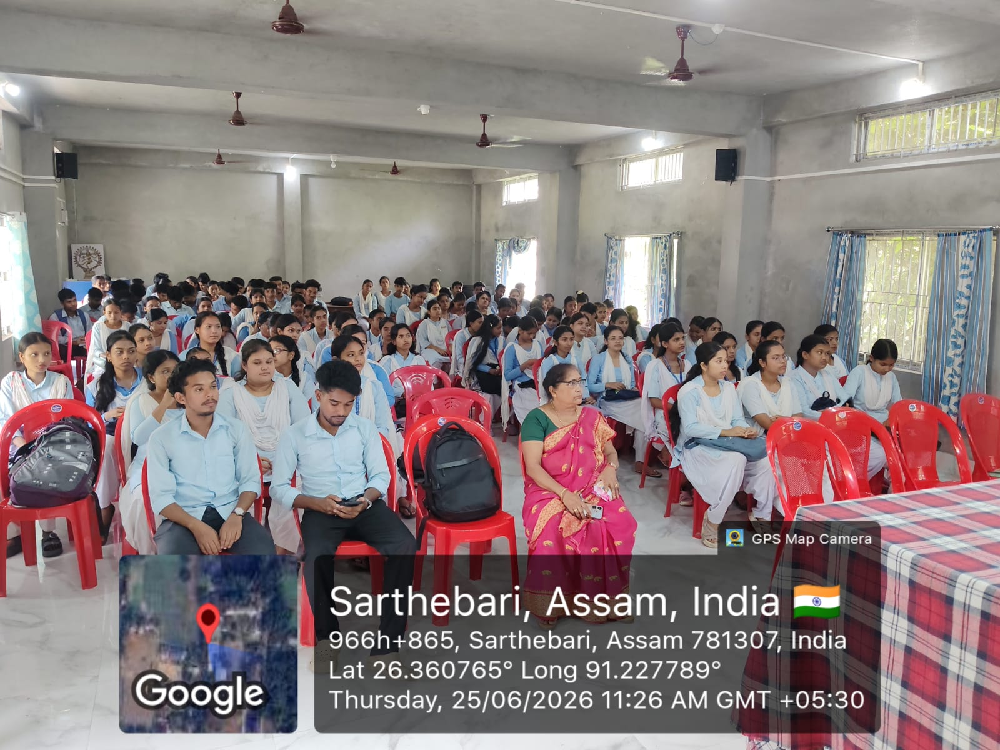 GPS Map Camera
Sarthebari, Assam, India
966h+865, Sarthebari, Assam 781307, India
Lat 26.360765° Long 91.227789°
Thursday, 25/06/2026 11:26 AM GMT +05:30
Google